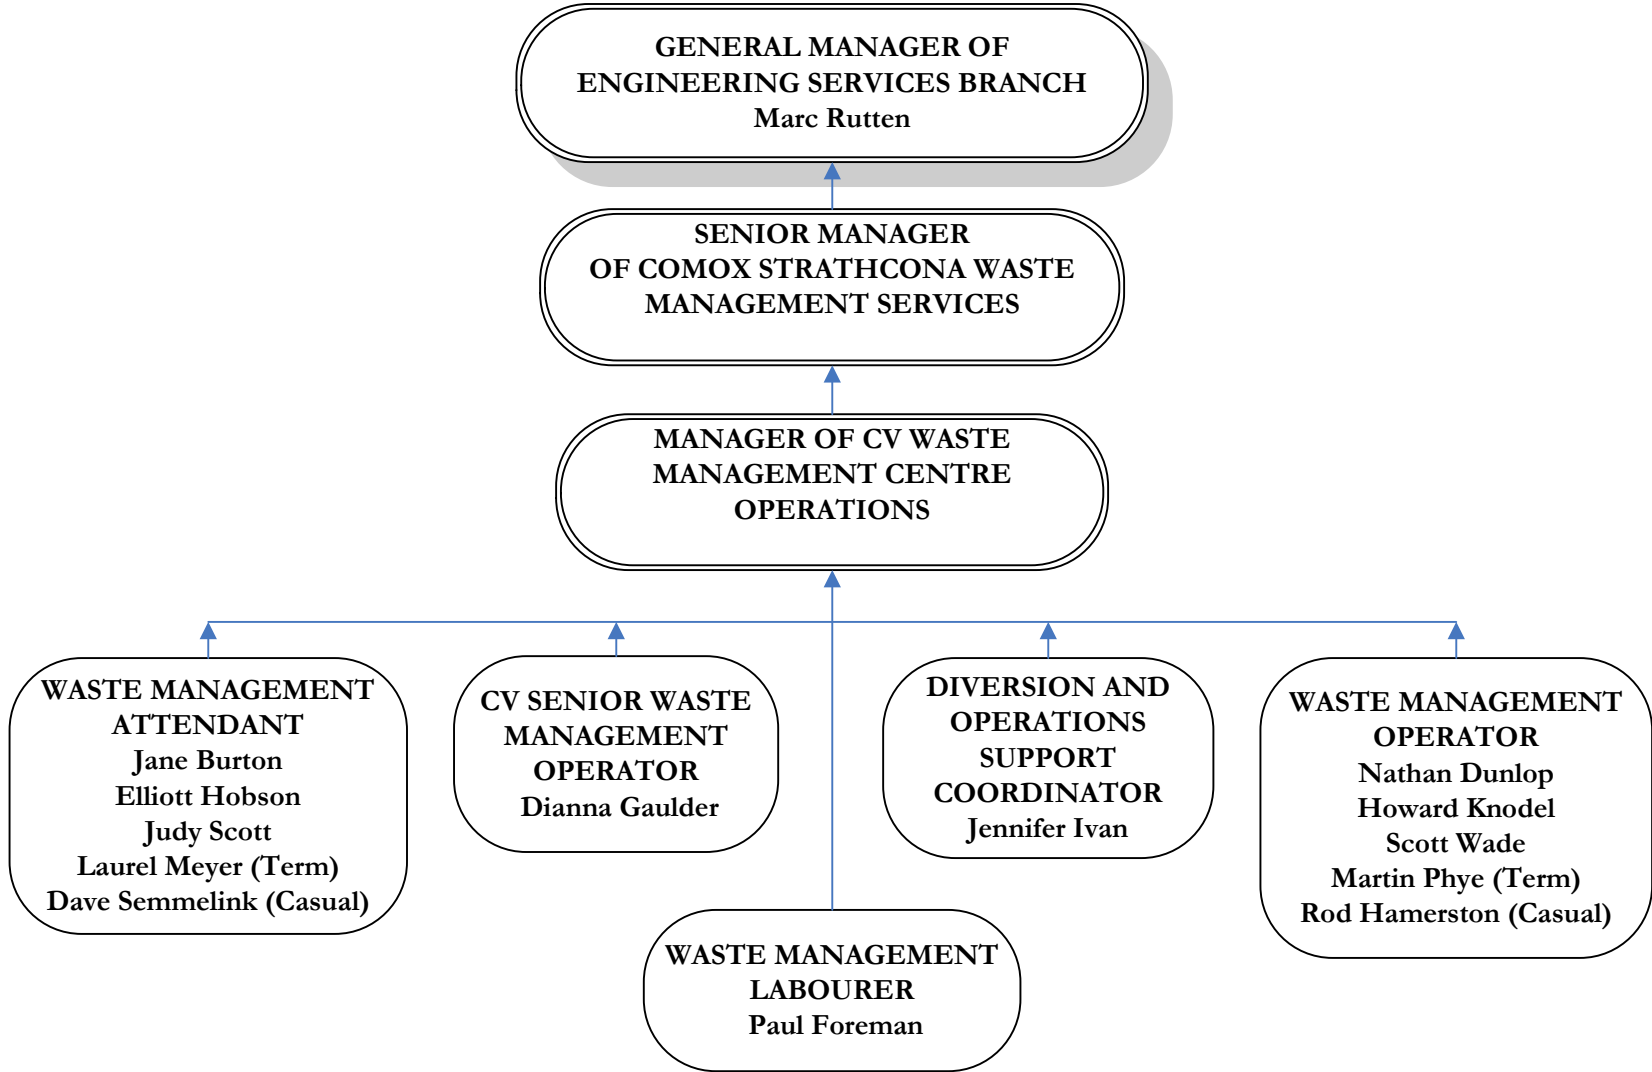 GENERAL MANAGER OF
ENGINEERING SERVICES BRANCH
Marc Rutten
SENIOR MANAGER
OF COMOX STRATHCONA WASTE
MANAGEMENT SERVICES
MANAGER OF CV WASTE
MANAGEMENT CENTRE
OPERATIONS
WASTE MANAGEMENT
ATTENDANT
Jane Burton
Elliott Hobson
Judy Scott
Laurel Meyer (Term)
Dave Semmelink (Casual)
CV SENIOR WASTE
MANAGEMENT
OPERATOR
Dianna Gaulder
DIVERSION AND
OPERATIONS
SUPPORT
COORDINATOR
Jennifer Ivan
WASTE MANAGEMENT
OPERATOR
Nathan Dunlop
Howard Knodel
Scott Wade
Martin Phye (Term)
Rod Hamerston (Casual)
WASTE MANAGEMENT
LABOURER
Paul Foreman